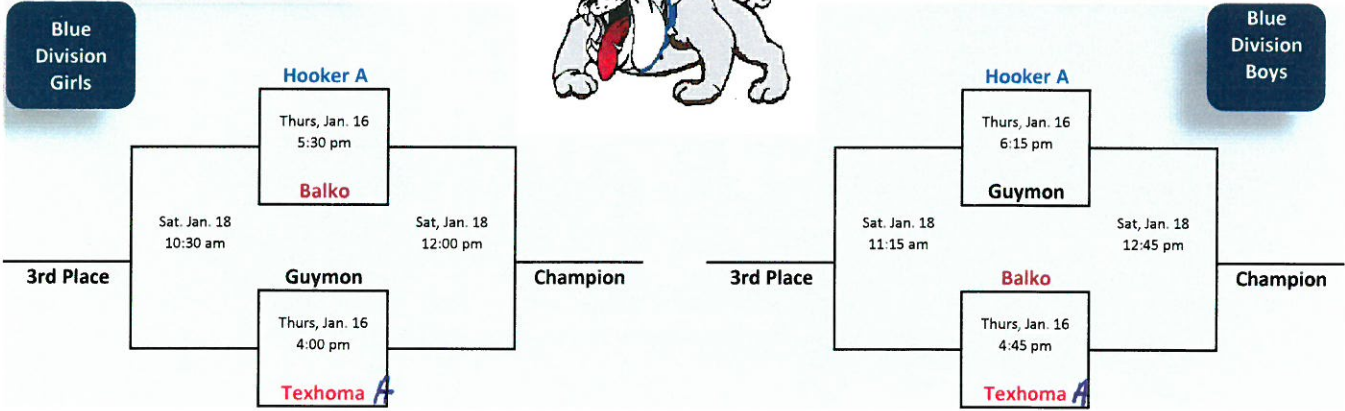 Blue
Division
Girls
Hooker A
Thurs, Jan. 16
5:30 pm
Balko
Sat. Jan. 18
10:30 am
Sat, Jan. 18
12:00 pm
3rd Place
Guymon
Champion
Thurs, Jan. 16
4:00 pm
Texhoma A
Blue
Division
Boys
Hooker A
Thurs, Jan. 16
6:15 pm
Guymon
Sat. Jan. 18
11:15 am
Sat, Jan. 18
12:45 pm
3rd Place
Balko
Champion
Thurs, Jan. 16
4:45 pm
Texhoma A